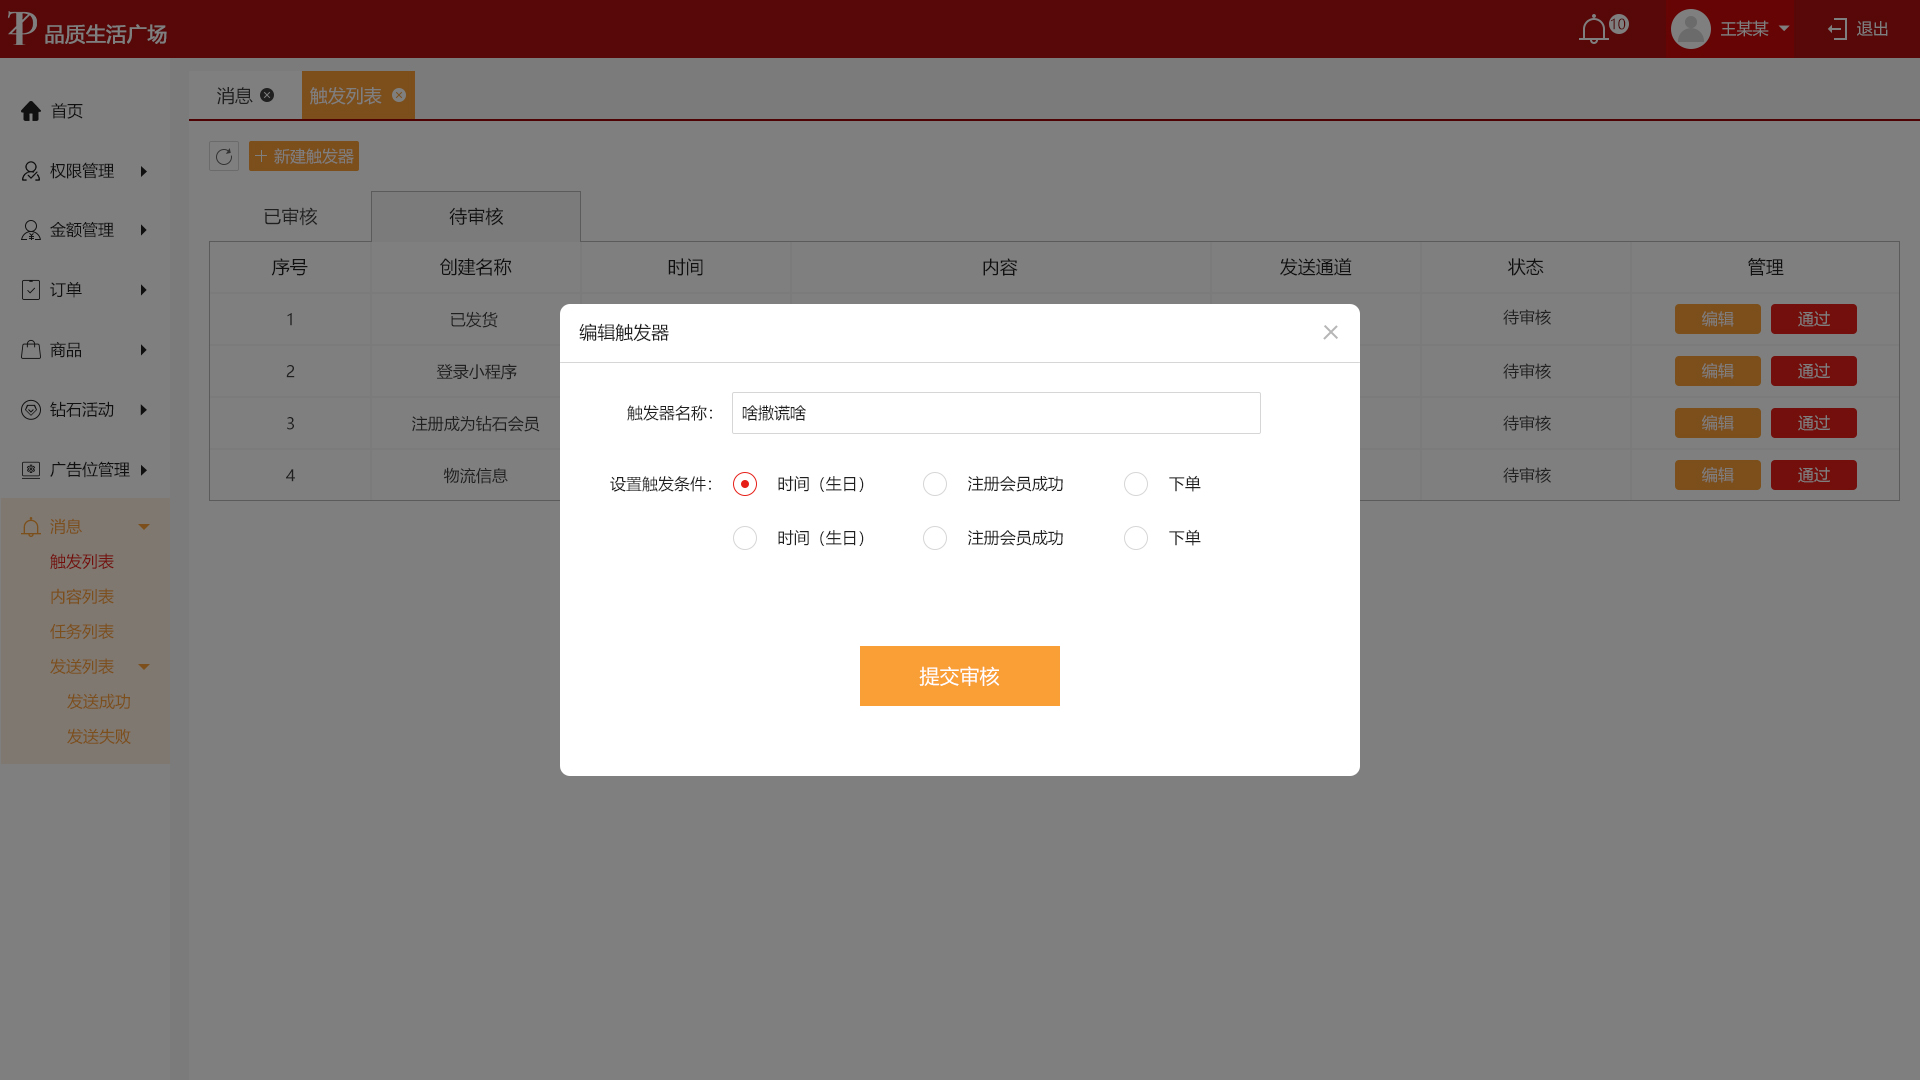 品质生活广场
10
王某某
退出
首页
权限管理
金额管理
订单
商品
钻石活动
广告位管理
消息
触发列表
内容列表
任务列表
发送列表
发送成功
发送失败
消息 触发列表
新建触发器
已审核 待审核
序号 创建名称 时间 内容 发送通道 状态 管理
1 已发货 待审核 编辑 通过
2 登录小程序 待审核 编辑 通过
3 注册成为钻石会员 待审核 编辑 通过
4 物流信息 待审核 编辑 通过
编辑触发器
触发器名称： 啥撒谎啥
设置触发条件： 时间（生日） 注册会员成功 下单
时间（生日） 注册会员成功 下单
提交审核